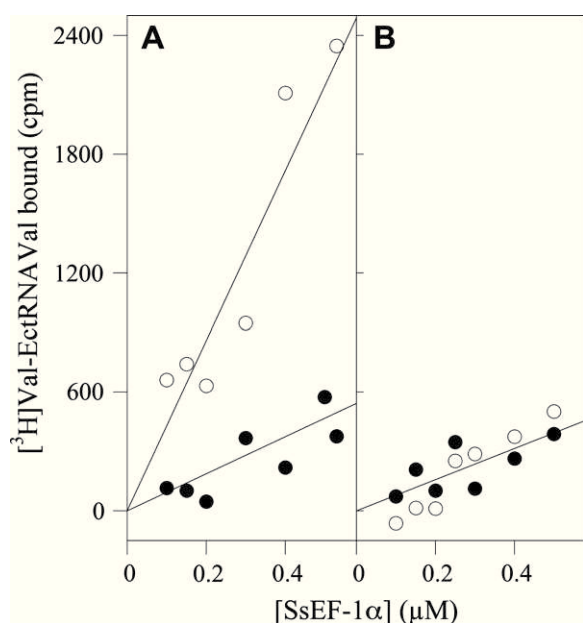 A B
2400
1800
1200
600
0
[³H]Val-EctRNAVal bound (cpm)
0 0.2 0.4 0 0.2 0.4
[SsEF-1α] (µM)